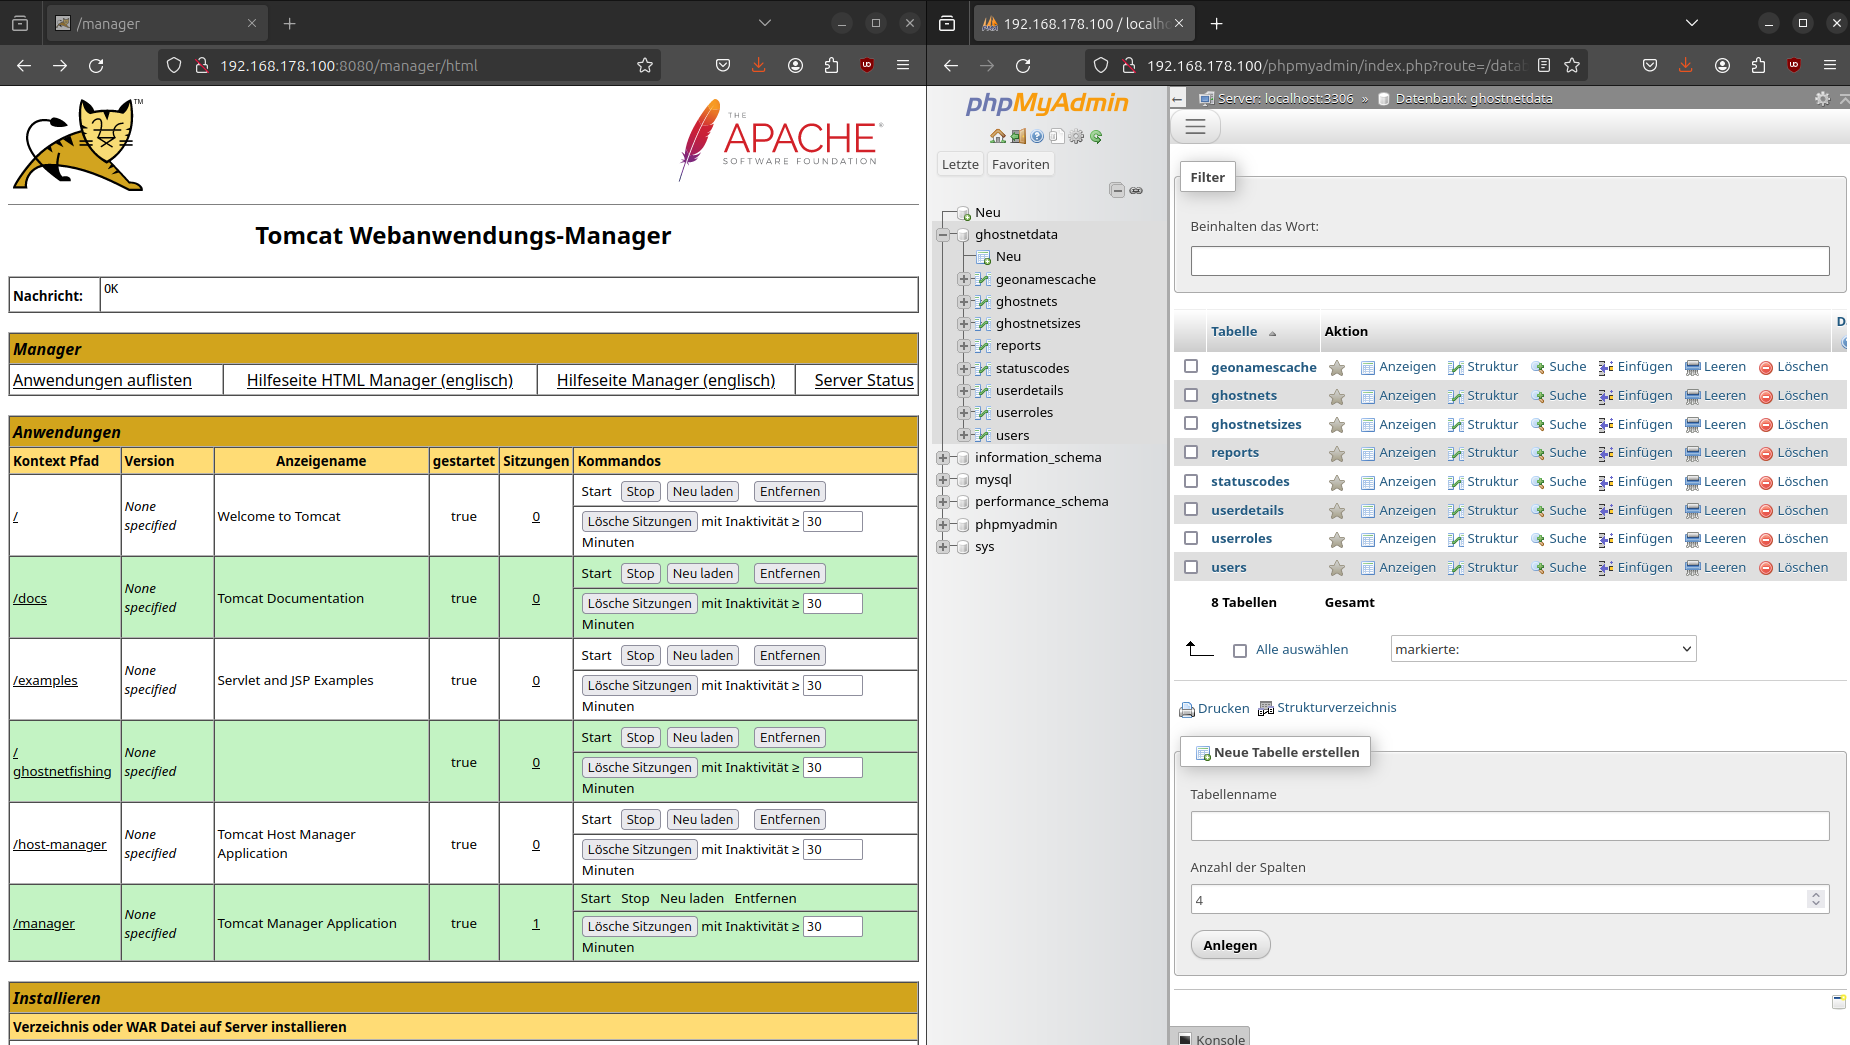 /manager
192.168.178.100:8080/manager/html
THE
APACHE
SOFTWARE FOUNDATION
TM
Tomcat Webanwendungs-Manager
Nachricht: OK
Manager
Anwendungen auflisten Hilfeseite HTML Manager (englisch) Hilfeseite Manager (englisch) Server Status
Anwendungen
Kontext Pfad Version Anzeigename gestartet Sitzungen Kommandos
/ None specified Welcome to Tomcat true 0 Start Stop Neu laden Entfernen
Lösche Sitzungen mit Inaktivität ≥ 30
Minuten
/docs None specified Tomcat Documentation true 0 Start Stop Neu laden Entfernen
Lösche Sitzungen mit Inaktivität ≥ 30
Minuten
/examples None specified Servlet and JSP Examples true 0 Start Stop Neu laden Entfernen
Lösche Sitzungen mit Inaktivität ≥ 30
Minuten
/ghostnetfishing None specified true 0 Start Stop Neu laden Entfernen
Lösche Sitzungen mit Inaktivität ≥ 30
Minuten
/host-manager None specified Tomcat Host Manager Application true 0 Start Stop Neu laden Entfernen
Lösche Sitzungen mit Inaktivität ≥ 30
Minuten
/manager None specified Tomcat Manager Application true 1 Start Stop Neu laden Entfernen
Lösche Sitzungen mit Inaktivität ≥ 30
Minuten
Installieren
Verzeichnis oder WAR Datei auf Server installieren
192.168.178.100 / localh
192.168.178.100/phpmyadmin/index.php?route=/datab
phpMyAdmin
Letzte Favoriten
Neu
ghostnetdata
Neu
geonamescache
ghostnets
ghostnetsizes
reports
statuscodes
userdetails
userroles
users
information_schema
mysql
performance_schema
phpmyadmin
sys
Server: localhost:3306 » Datenbank: ghostnetdata
Filter
Beinhalten das Wort:
Tabelle Aktion
geonamescache Anzeigen Struktur Suche Einfügen Leeren Löschen
ghostnets Anzeigen Struktur Suche Einfügen Leeren Löschen
ghostnetsizes Anzeigen Struktur Suche Einfügen Leeren Löschen
reports Anzeigen Struktur Suche Einfügen Leeren Löschen
statuscodes Anzeigen Struktur Suche Einfügen Leeren Löschen
userdetails Anzeigen Struktur Suche Einfügen Leeren Löschen
userroles Anzeigen Struktur Suche Einfügen Leeren Löschen
users Anzeigen Struktur Suche Einfügen Leeren Löschen
8 Tabellen Gesamt
Alle auswählen markierte:
Drucken Strukturverzeichnis
Neue Tabelle erstellen
Tabellenname
Anzahl der Spalten
4
Anlegen
Konsole